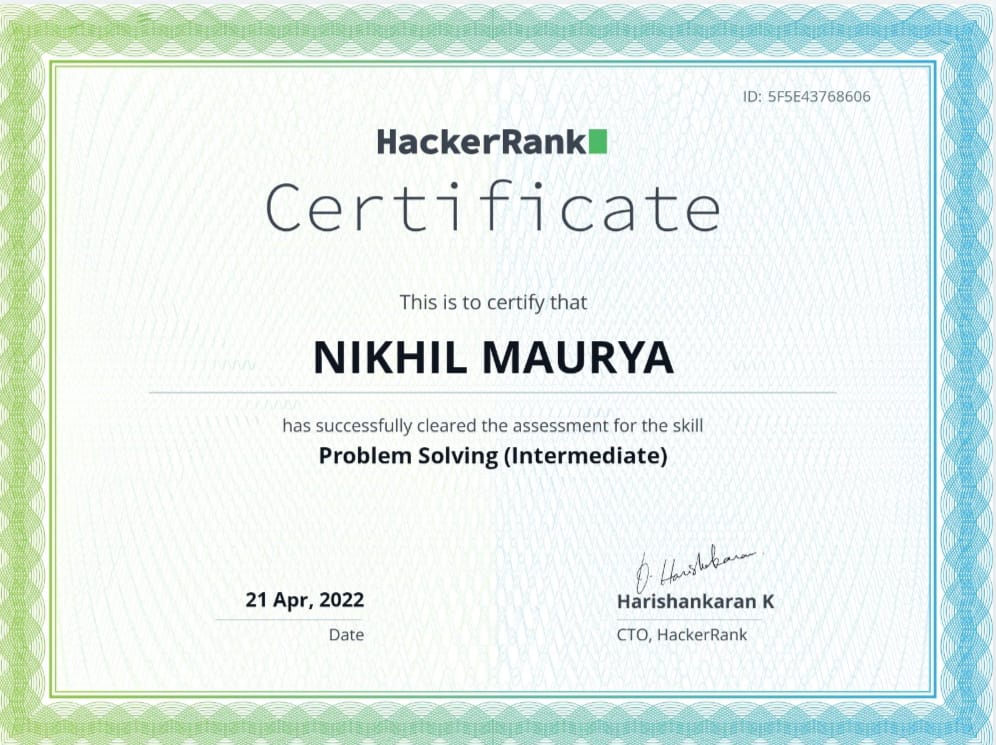 ID: 5F5E43768606
HackerRank
Certificate
This is to certify that
NIKHIL MAURYA
has successfully cleared the assessment for the skill
Problem Solving (Intermediate)
21 Apr, 2022
Date
Harishankaran K
CTO, HackerRank